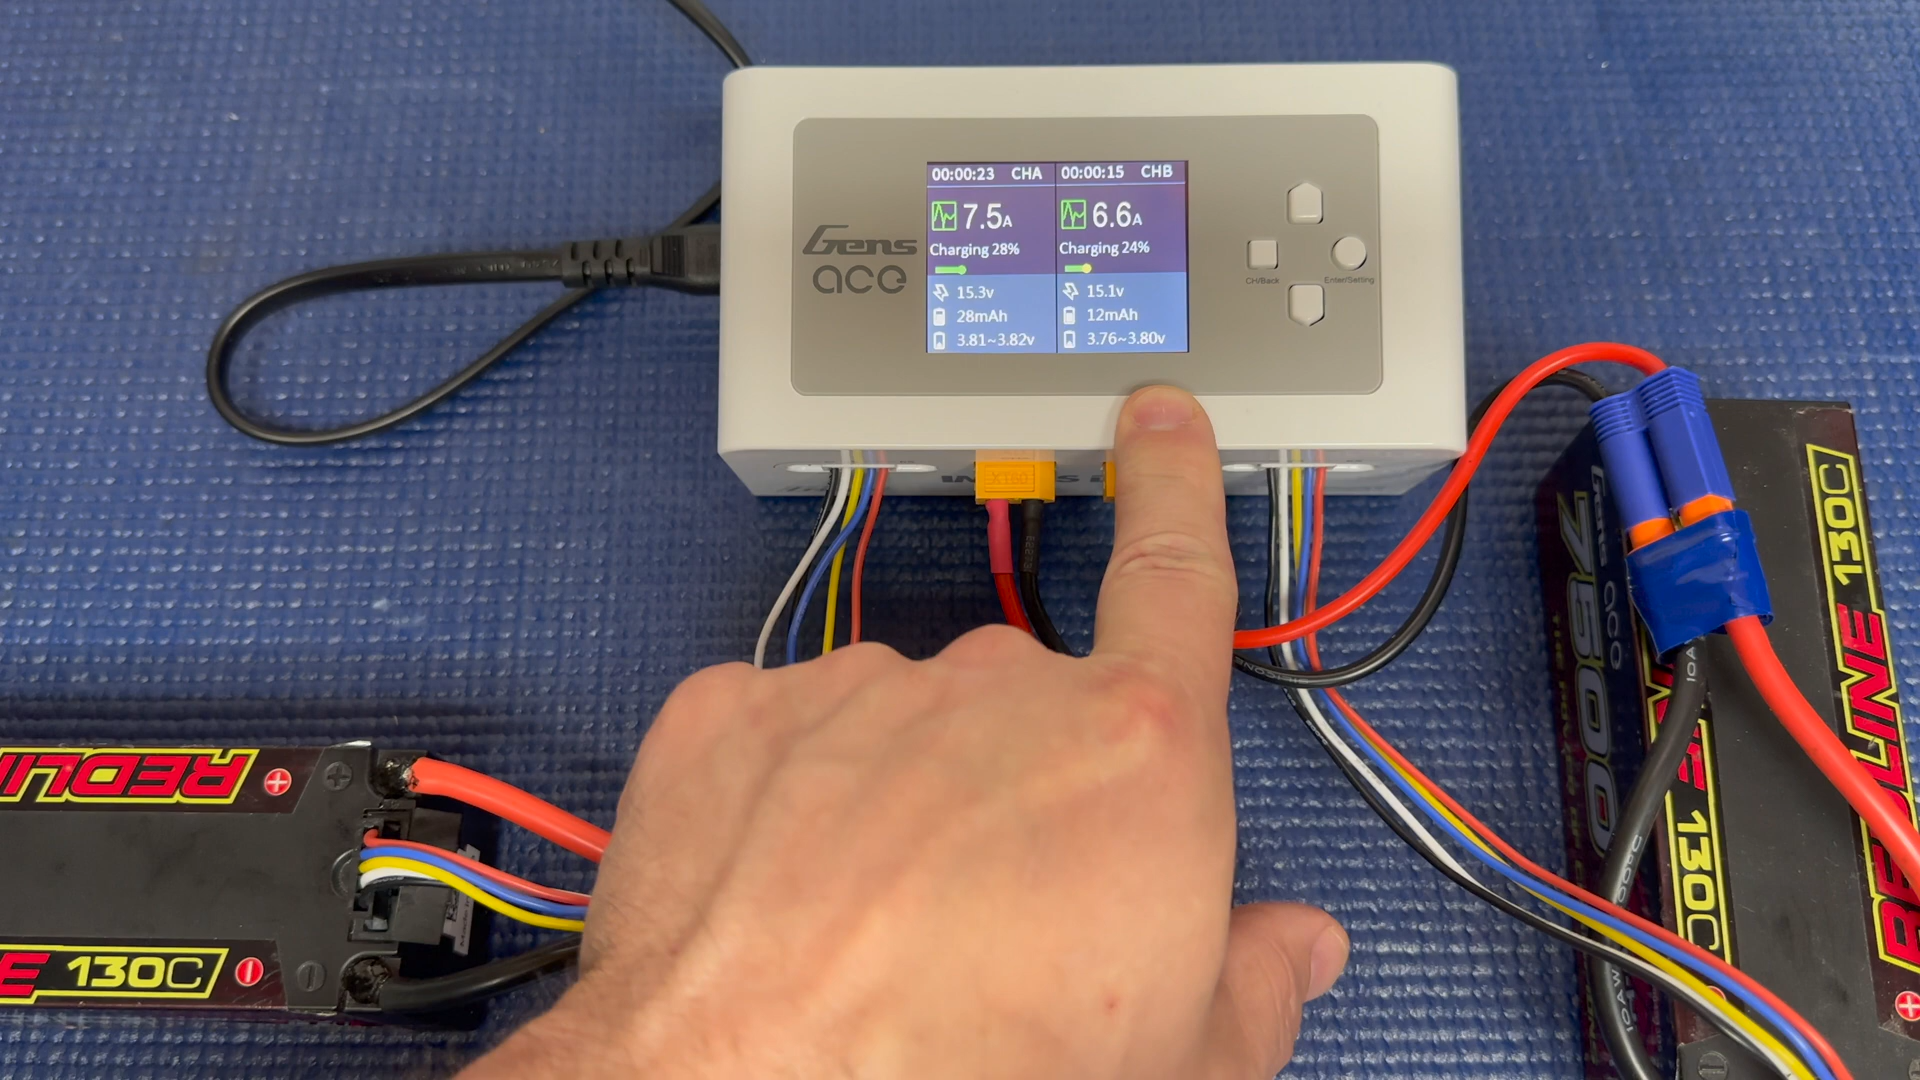 00:00:23 CHA
00:00:15 CHB
7.5A
6.6A
Charging 28%
Charging 24%
15.3v
15.1v
28mAh
12mAh
3.81~3.82v
3.76~3.80v
Gens
ace
CH/Back
Enter/Setting
XT60
REDLI
E 130C
7600
REDLINE 130C
130C